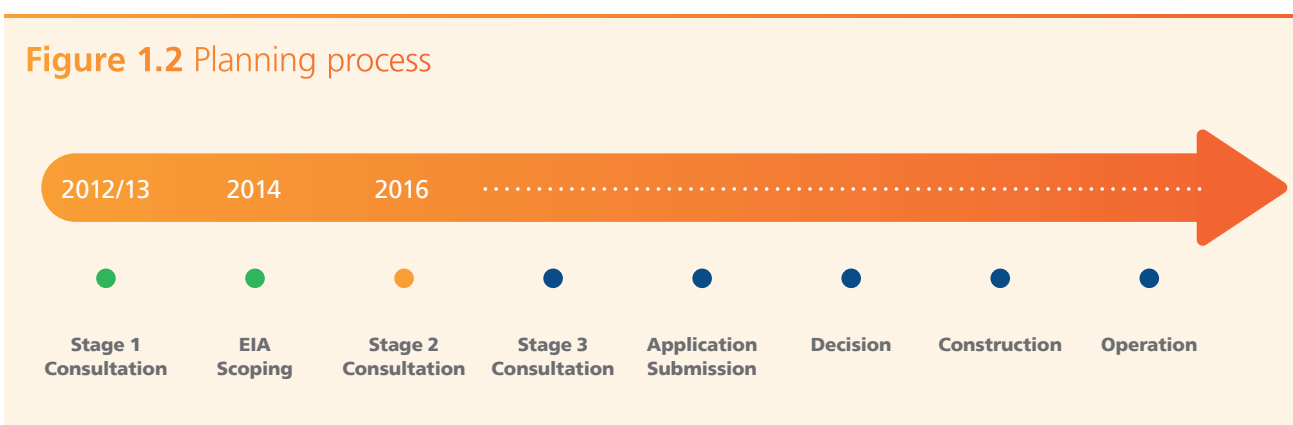 Figure 1.2 Planning process
2012/13 2014 2016
Stage 1 Consultation
EIA Scoping
Stage 2 Consultation
Stage 3 Consultation
Application Submission
Decision
Construction
Operation